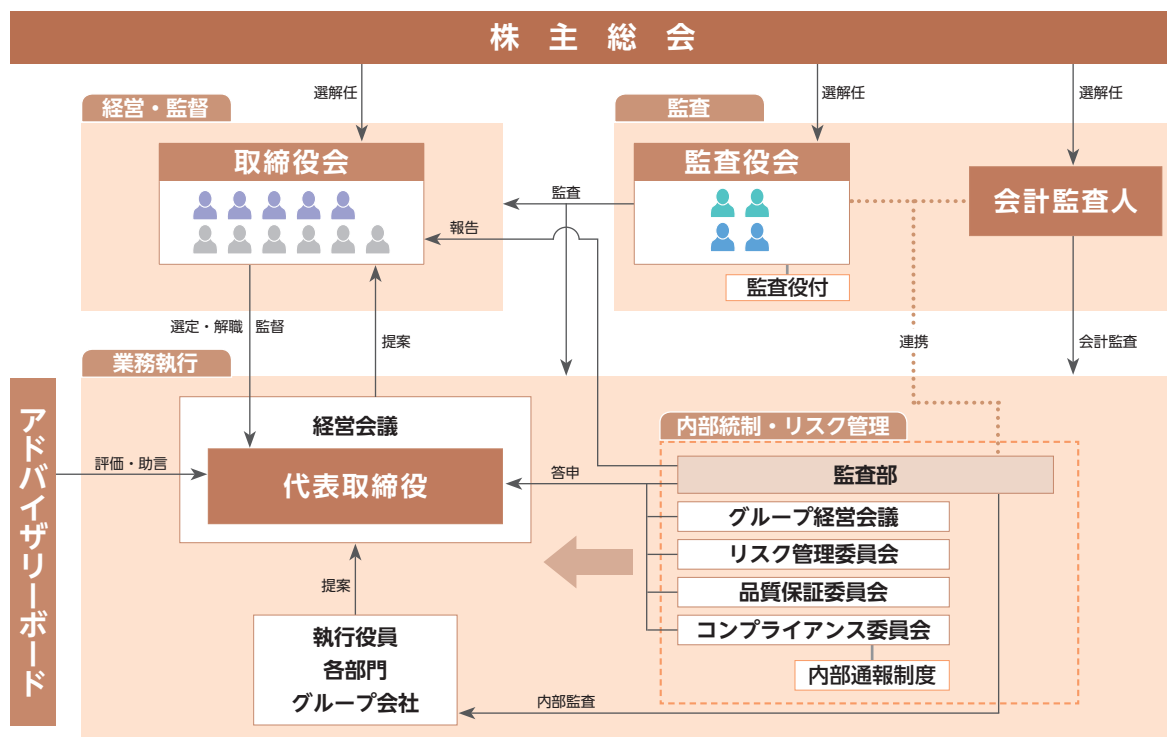 株主総会
選解任
選解任
選解任
経営・監督
監査
取締役会
監査役会
会計監査人
監査
報告
監査役付
選定・解職
監督
提案
連携
会計監査
業務執行
アドバイザリーボード
経営会議
代表取締役
評価・助言
答申
内部統制・リスク管理
監査部
グループ経営会議
リスク管理委員会
品質保証委員会
コンプライアンス委員会
内部通報制度
提案
執行役員
各部門
グループ会社
内部監査